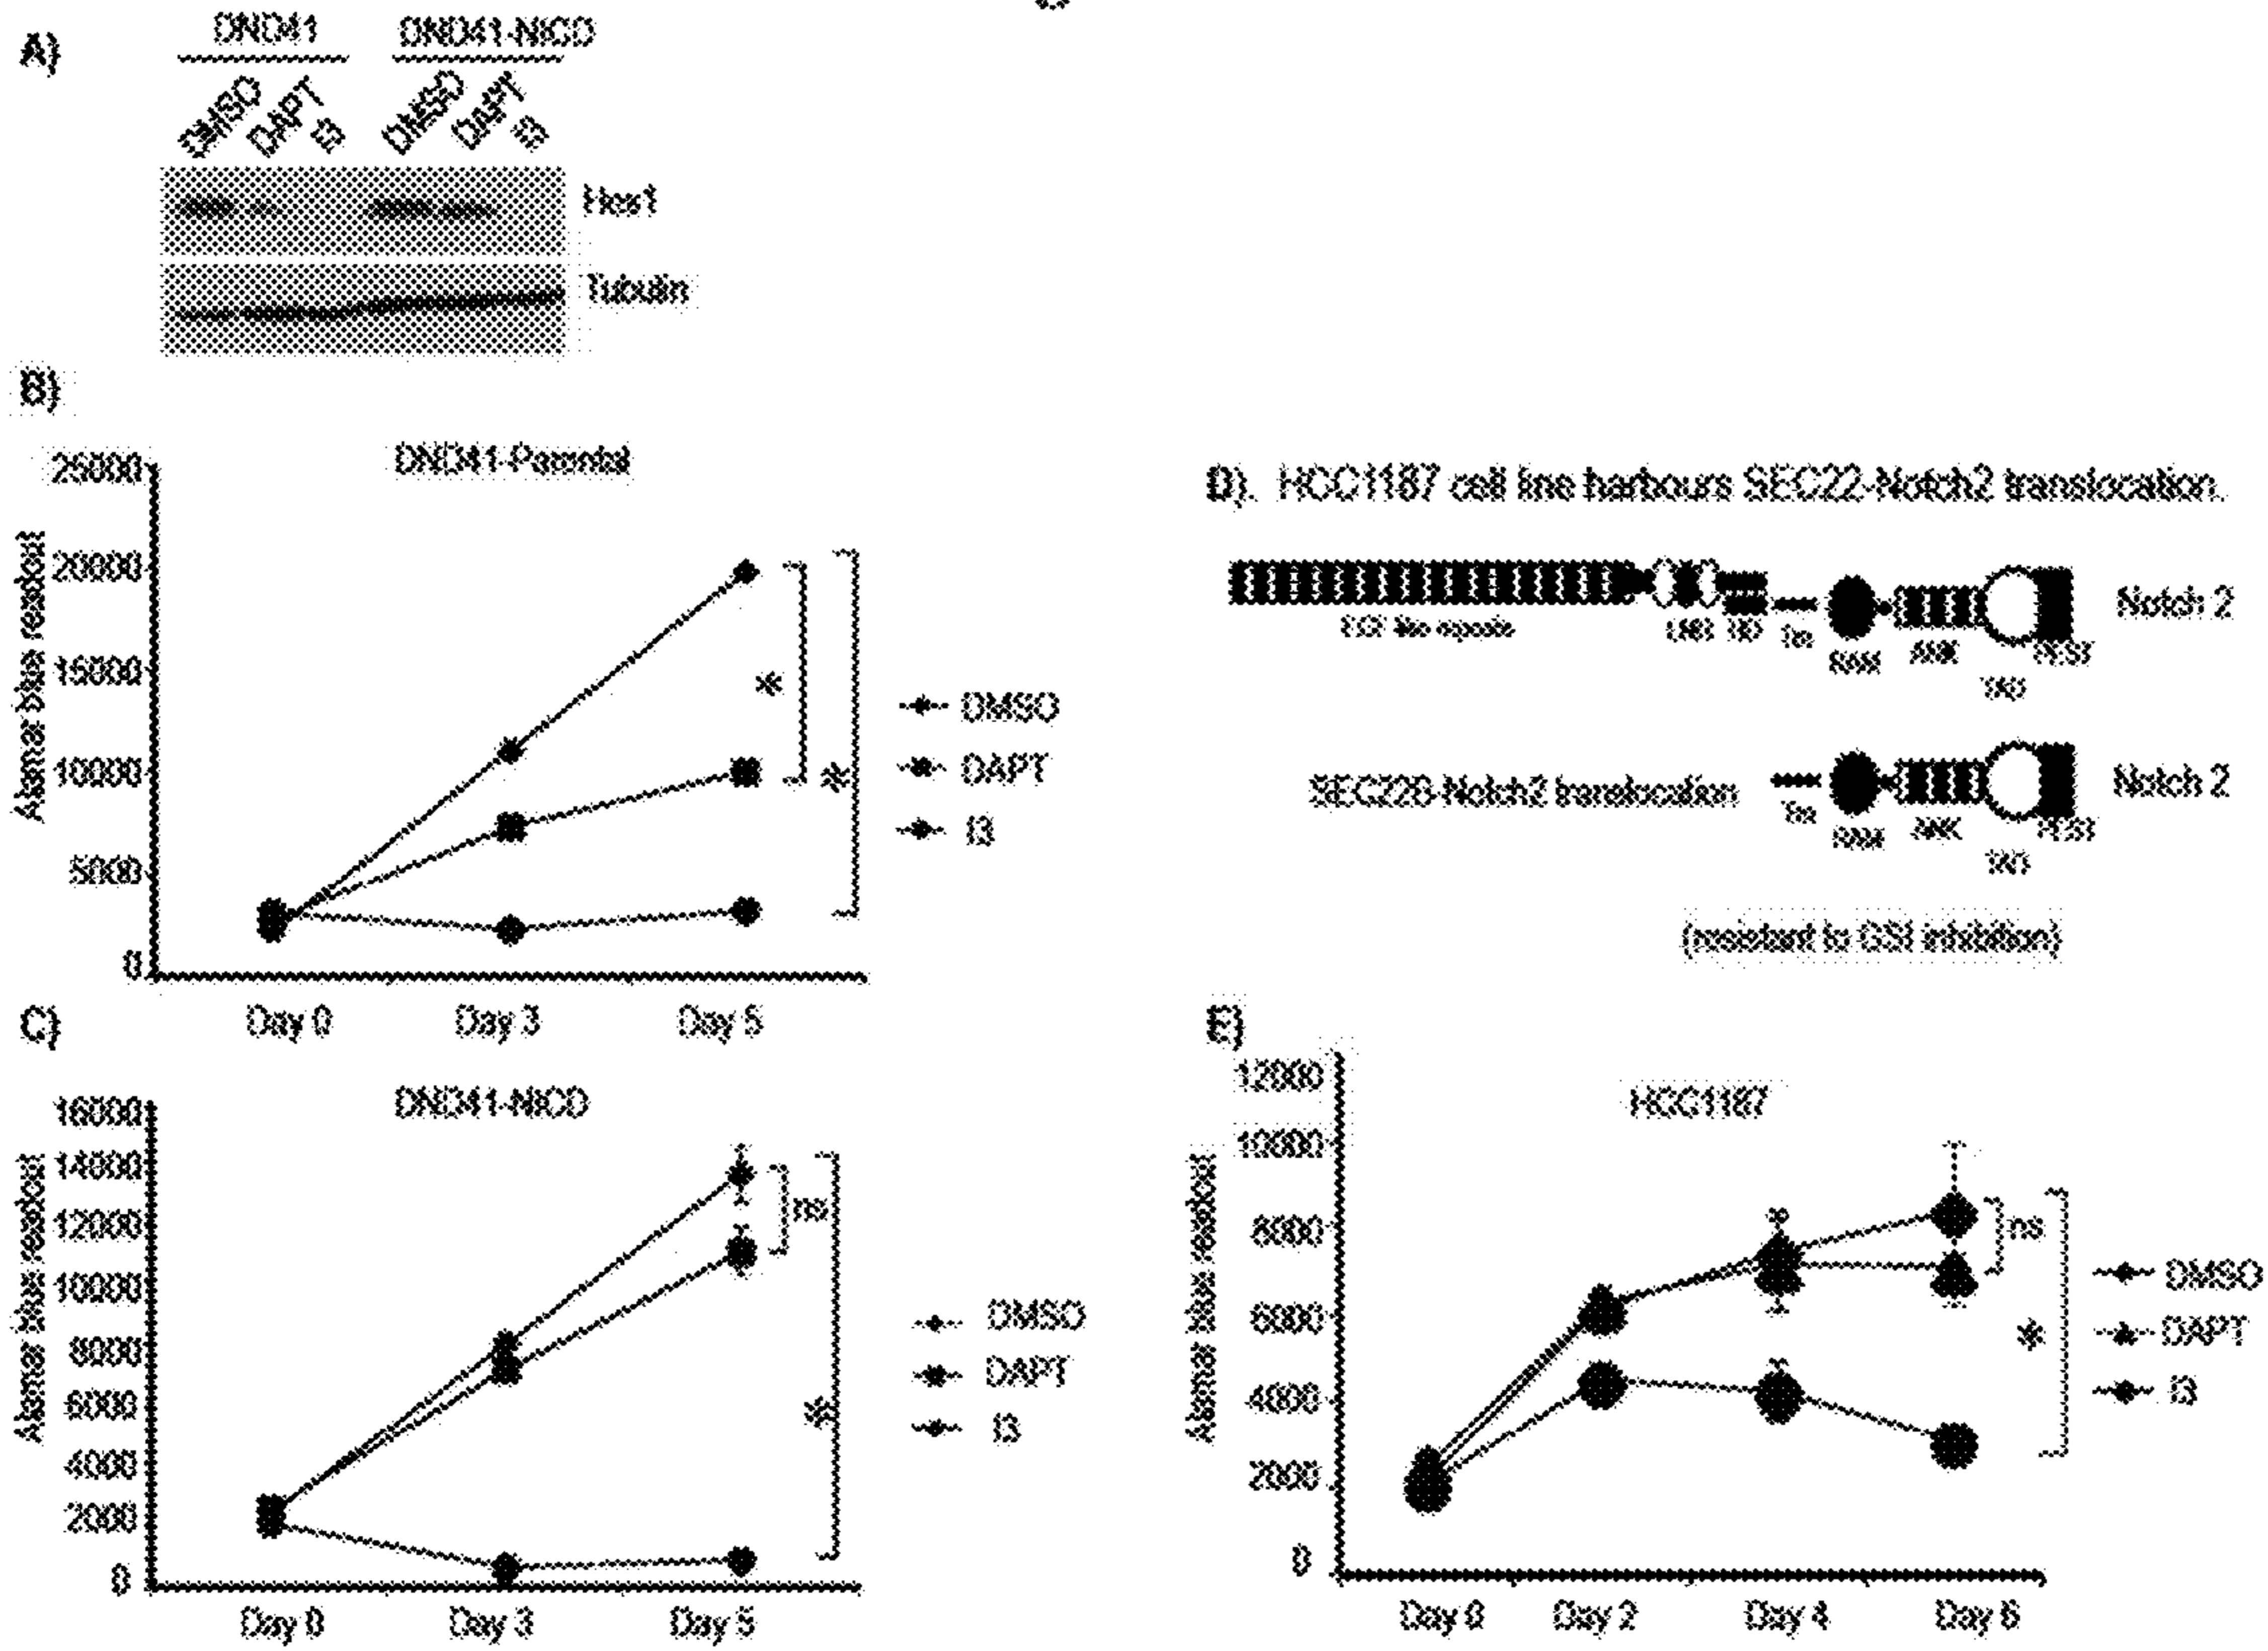 A)
DND41 DND41-NICD
DMSO DAPT I3 DMSO DAPT I3
Hes1
Tubulin
B)
DND41-Parental
25000
20000
15000
10000
5000
0
Alamar blue readout
*
*
DMSO
DAPT
I3
Day 0 Day 3 Day 5
C)
DND41-NICD
16000
14000
12000
10000
8000
6000
4000
2000
0
Alamar blue readout
ns
*
DMSO
DAPT
I3
Day 0 Day 3 Day 5
D). HCC1187 cell line harbours SEC22-Notch2 translocation.
EGF like repeats LNR HD Tm RAM ANK TAD PEST
Notch 2
SEC22B-Notch2 translocation
Tm RAM ANK TAD PEST
Notch 2
(resistant to GSI inhibition)
E)
HCC1187
12000
10000
8000
6000
4000
2000
0
Alamar blue readout
ns
*
DMSO
DAPT
I3
Day 0 Day 2 Day 4 Day 6